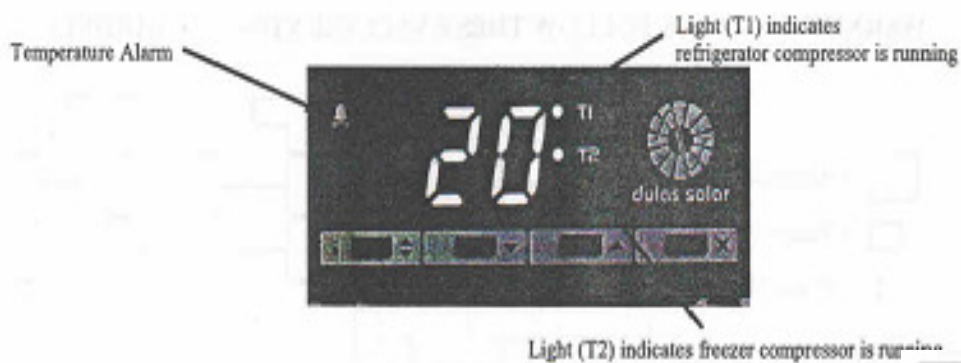 Light (T1) indicates
refrigerator compressor is running
Temperature Alarm
20
T1
T2
dulas solar
Light (T2) indicates freezer compressor is running